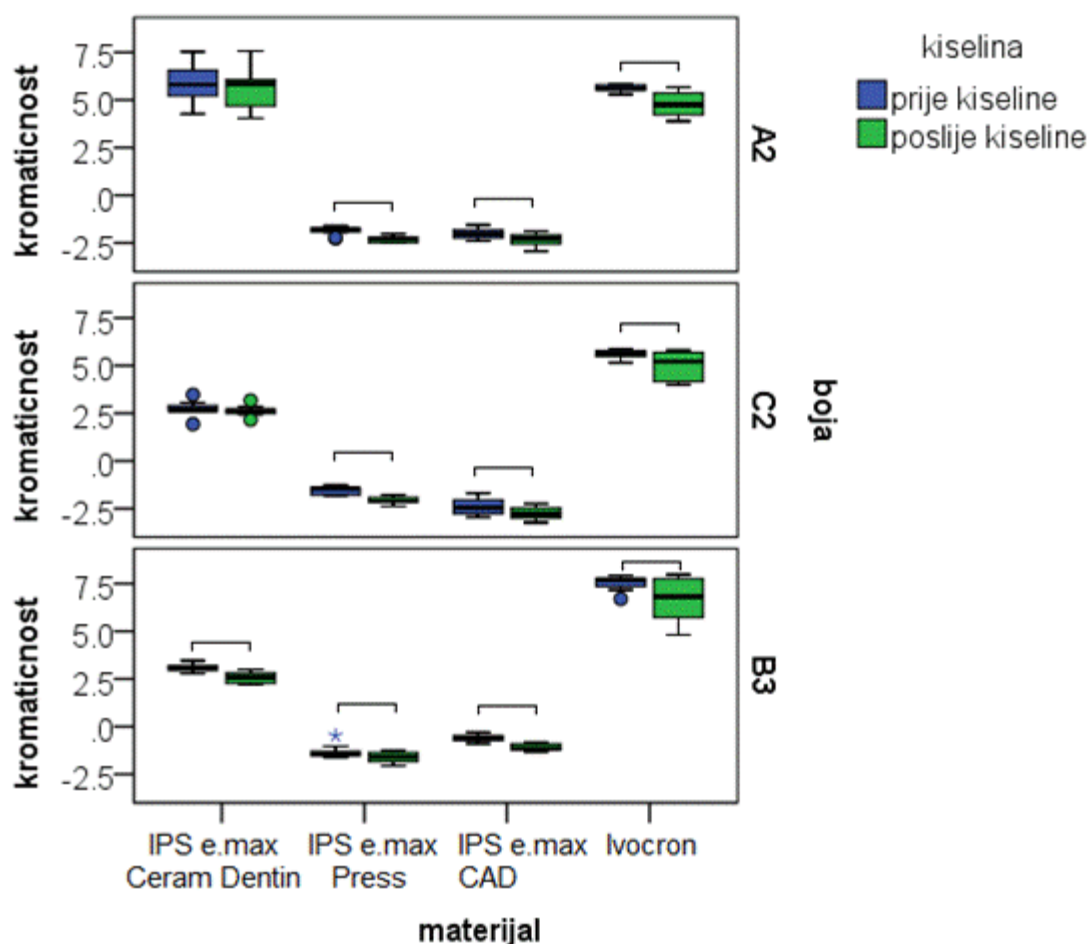 kiselina
prije kiseline
poslije kiseline
kromaticnost
7.5
5.0
2.5
.0
-2.5
A2
kromaticnost
7.5
5.0
2.5
.0
-2.5
C2
boja
kromaticnost
7.5
5.0
2.5
.0
-2.5
B3
IPS e.max
Ceram Dentin
IPS e.max
Press
IPS e.max
CAD
Ivocron
materijal